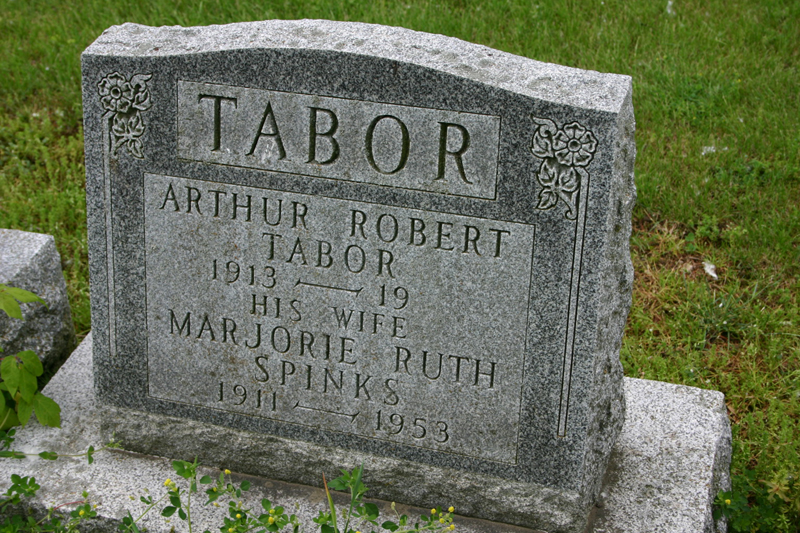 TABOR
ARTHUR ROBERT
TABOR
1913 — 19
HIS WIFE
MARJORIE RUTH
SPINKS
1911 — 1953